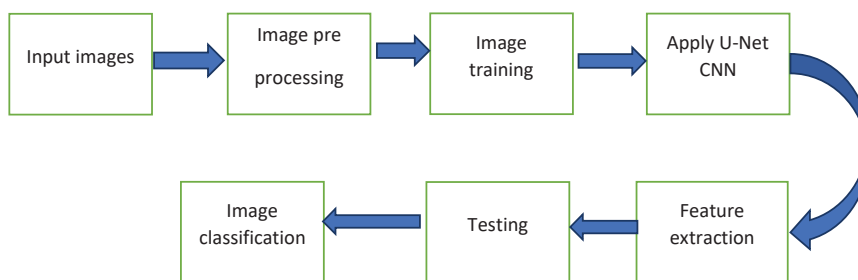 Input images
Image pre
processing
Image
training
Apply U-Net
CNN
Feature
extraction
Testing
Image
classification